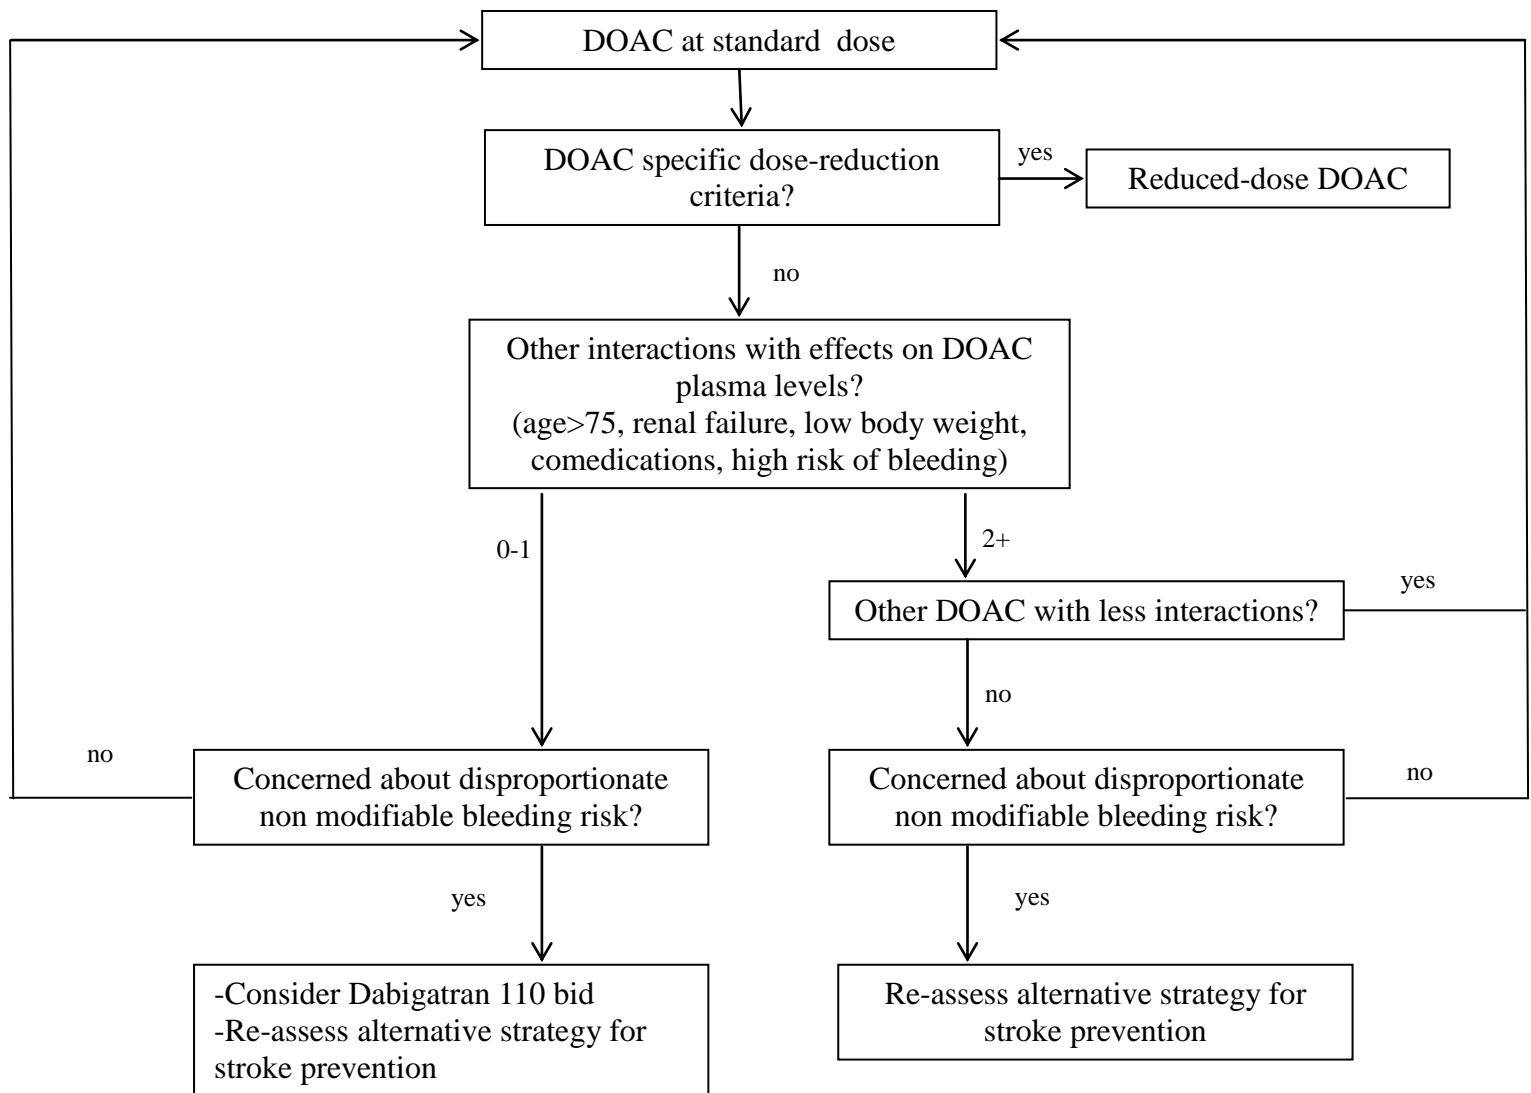 DOAC at standard dose
DOAC specific dose-reduction
criteria?
yes
Reduced-dose DOAC
no
Other interactions with effects on DOAC
plasma levels?
(age>75, renal failure, low body weight,
comedications, high risk of bleeding)
0-1
2+
Other DOAC with less interactions?
yes
no
no
Concerned about disproportionate
non modifiable bleeding risk?
Concerned about disproportionate
non modifiable bleeding risk?
no
yes
yes
-Consider Dabigatran 110 bid
-Re-assess alternative strategy for
stroke prevention
Re-assess alternative strategy for
stroke prevention